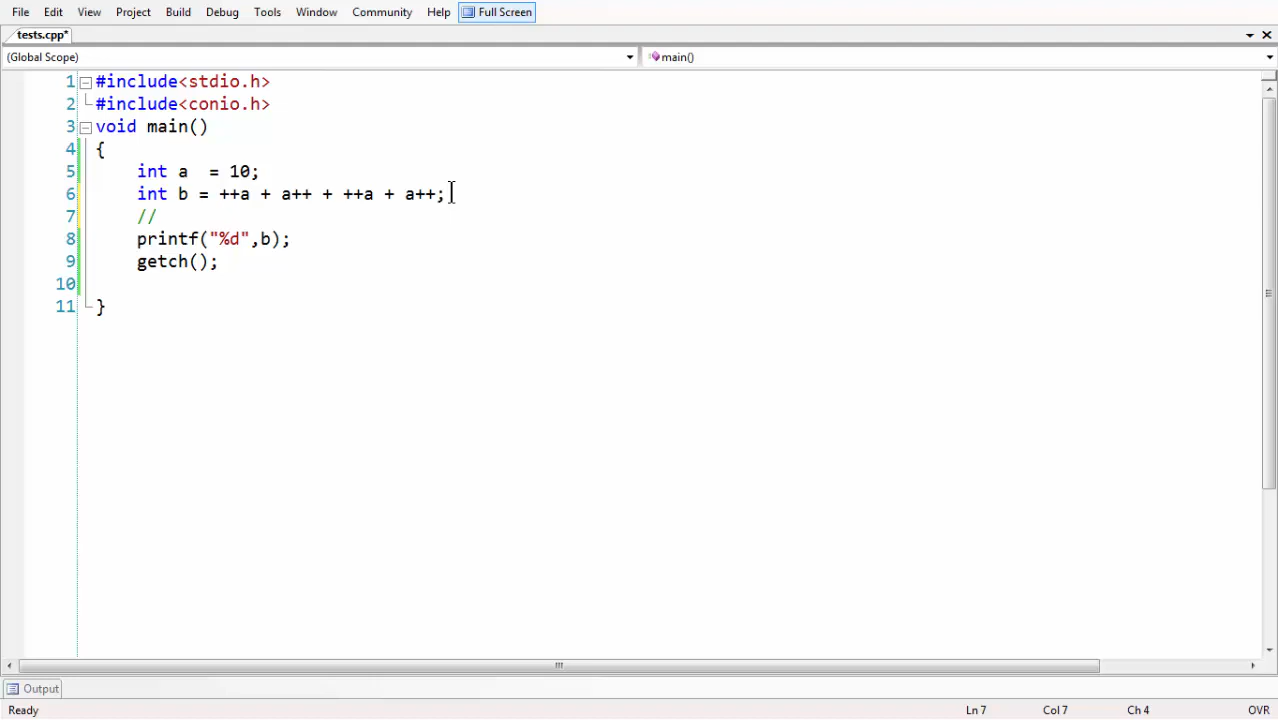 File Edit View Project Build Debug Tools Window Community Help Full Screen
tests.cpp*
(Global Scope) main()
1 #include<stdio.h>
2 #include<conio.h>
3 void main()
4 {
5 int a  = 10;
6 int b = ++a + a++ + ++a + a++;
7 //
8 printf("%d",b);
9 getch();
10
11 }
Output
Ready Ln 7 Col 7 Ch 4 OVR